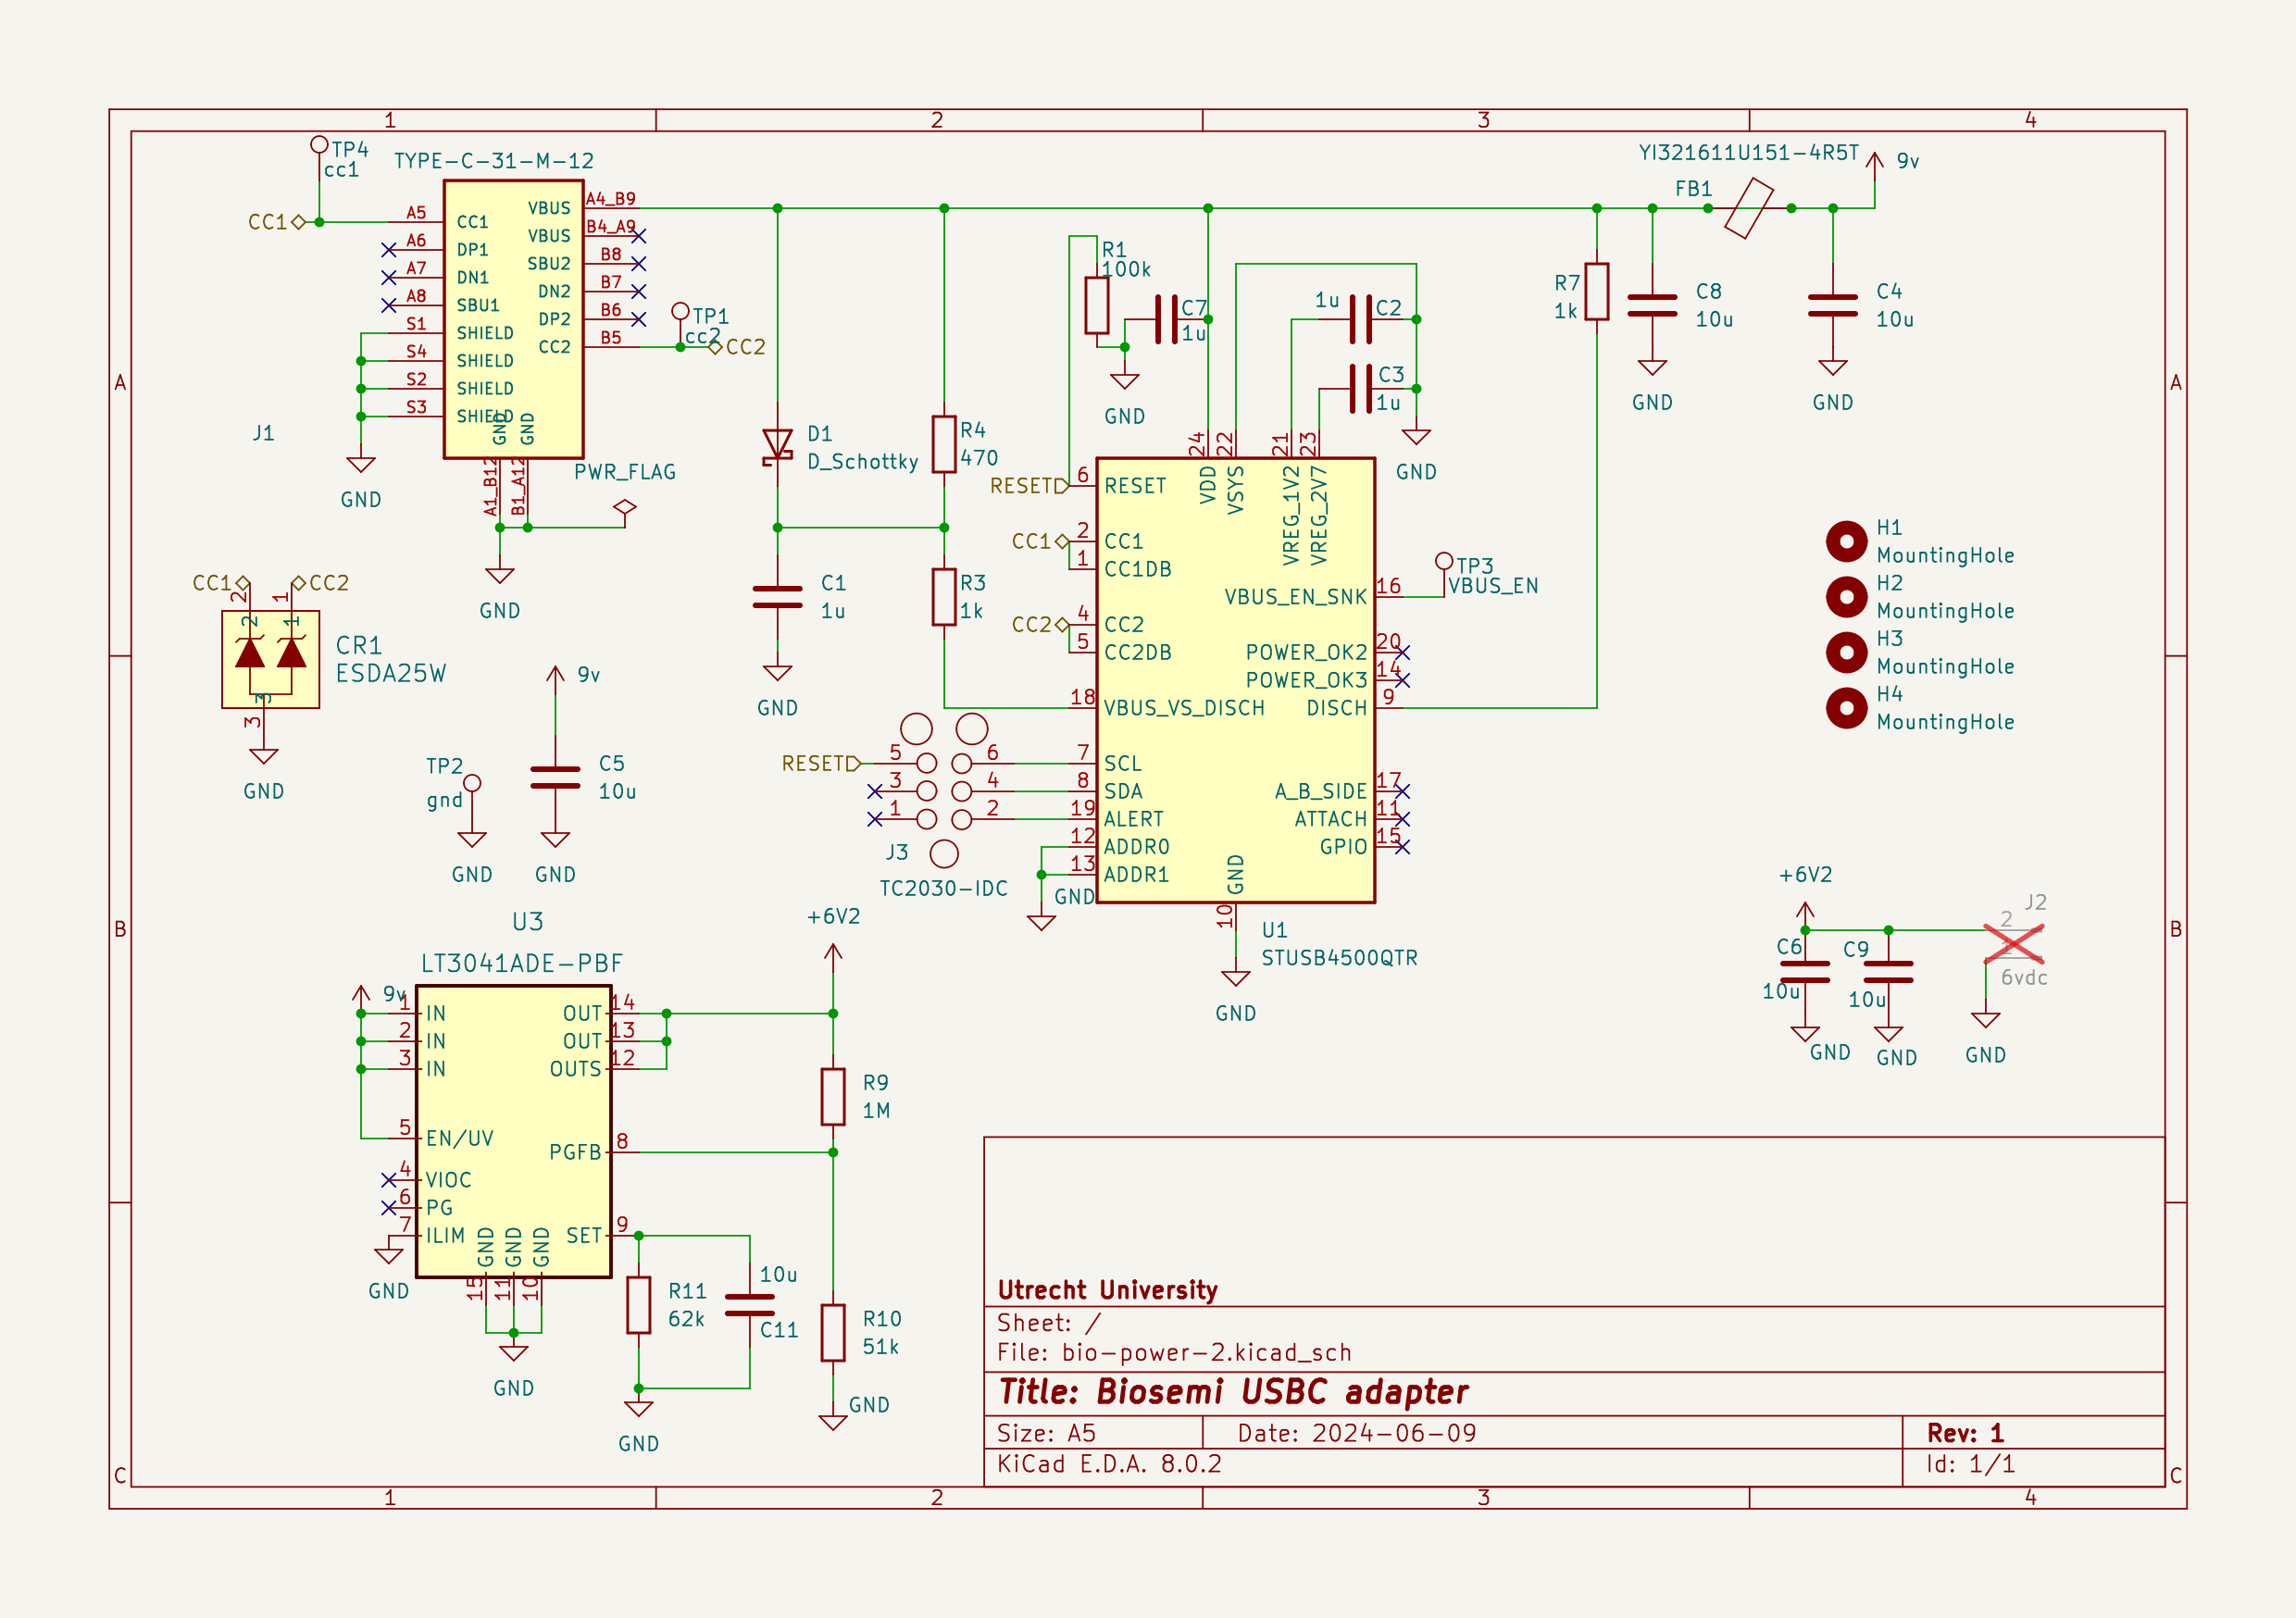 1
2
3
4
A
B
C
TP4
cc1
TYPE-C-31-M-12
CC1
A5
A6
A7
A8
S1
S4
S2
S3
CC1
DP1
DN1
SBU1
SHIELD
SHIELD
SHIELD
SHIELD
GND
GND
VBUS
VBUS
SBU2
DN2
DP2
CC2
A4_B9
B4_A9
B8
B7
B6
B5
A1_B12
B1_A12
TP1
cc2
CC2
J1
GND
PWR_FLAG
GND
D1
D_Schottky
R4
470
C1
1u
GND
R3
1k
R1
100k
C7
1u
GND
1u
C2
C3
1u
GND
R7
1k
YI321611U151-4R5T
FB1
9v
C8
10u
GND
C4
10u
GND
RESET
CC1
CC2
6
2
1
4
5
18
7
8
19
12
13
24
22
21
23
16
20
14
9
17
11
15
10
RESET
CC1
CC1DB
CC2
CC2DB
VBUS_VS_DISCH
SCL
SDA
ALERT
ADDR0
ADDR1
VDD
VSYS
VREG_1V2
VREG_2V7
VBUS_EN_SNK
POWER_OK2
POWER_OK3
DISCH
A_B_SIDE
ATTACH
GPIO
GND
TP3
VBUS_EN
GND
U1
STUSB4500QTR
GND
H1
MountingHole
H2
MountingHole
H3
MountingHole
H4
MountingHole
CC1
CC2
2
1
2
1
3
3
CR1
ESDA25W
GND
9v
C5
10u
GND
TP2
gnd
GND
RESET
5
3
1
6
4
2
J3
TC2030-IDC
+6V2
J2
2
6vdc
C6
10u
GND
C9
10u
GND
GND
U3
LT3041ADE-PBF
9v
1
2
3
5
4
6
7
IN
IN
IN
EN/UV
VIOC
PG
ILIM
GND
GND
GND
15
11
10
OUT
OUT
OUTS
PGFB
SET
14
13
12
8
9
GND
GND
+6V2
R9
1M
R10
51k
GND
R11
62k
10u
C11
GND
Utrecht University
Sheet: /
File: bio-power-2.kicad_sch
Title: Biosemi USBC adapter
Size: A5
Date: 2024-06-09
Rev: 1
KiCad E.D.A. 8.0.2
Id: 1/1
A
B
C
1
2
3
4